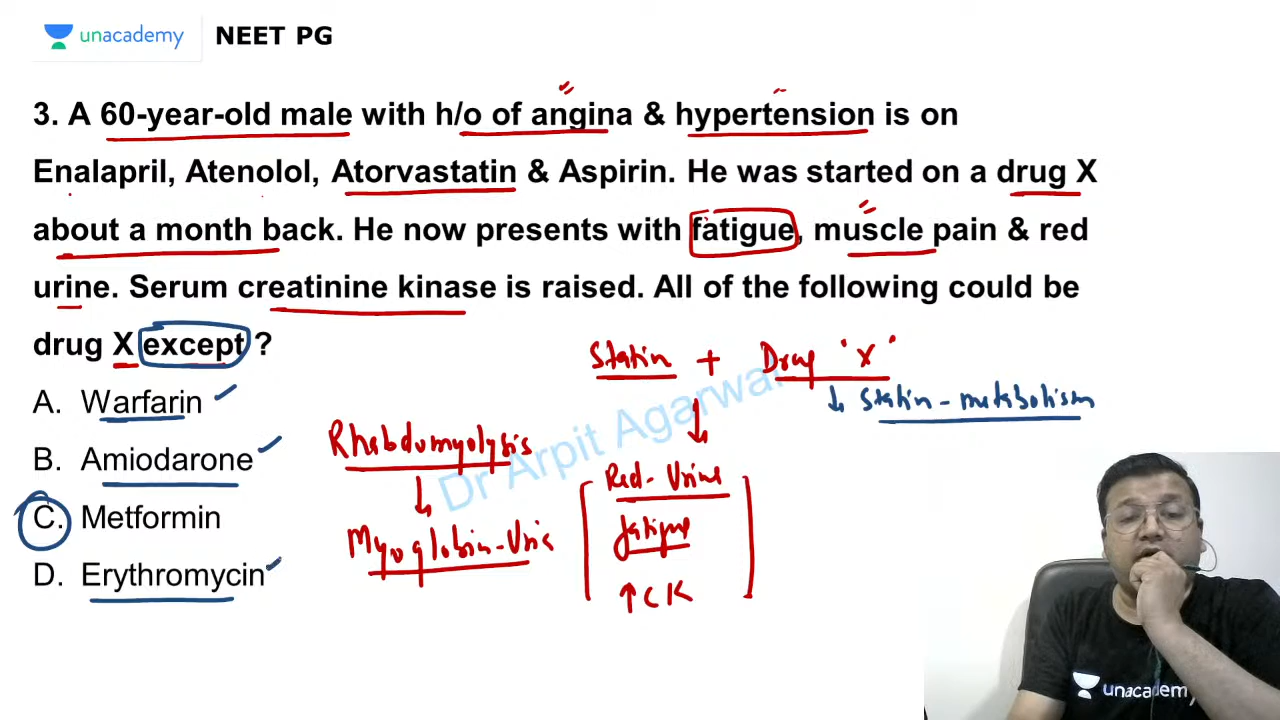 unacademy NEET PG
3. A 60-year-old male with h/o of angina & hypertension is on
Enalapril, Atenolol, Atorvastatin & Aspirin. He was started on a drug X
about a month back. He now presents with fatigue, muscle pain & red
urine. Serum creatinine kinase is raised. All of the following could be
drug X except ?
Statin + Drug 'X'
A. Warfarin
↓ Statin-metabolism
B. Amiodarone
Rhabdomyolysis
↓
↓
Red-Urine
C. Metformin
fatigue
Myoglobin-Uria
D. Erythromycin
↑CK
Dr Arpit Agarwal
unacademy